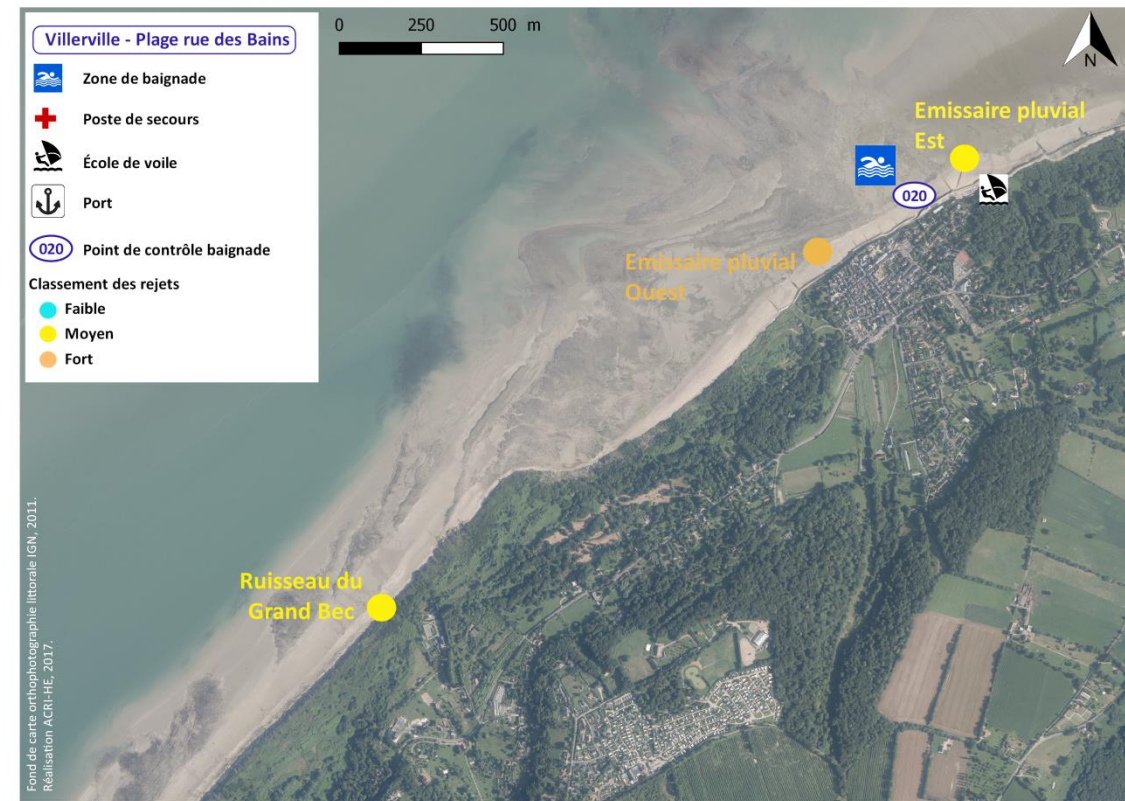 Villerville - Plage rue des Bains
Zone de baignade
Poste de secours
École de voile
Port
020 Point de contrôle baignade
Classement des rejets
Faible
Moyen
Fort
0 250 500 m
N
Emissaire pluvial
Est
020
Emissaire pluvial
Ouest
Ruisseau du
Grand Bec
Fond de carte orthophotographie littorale IGN, 2011.
Réalisation ACRI-HE, 2017.